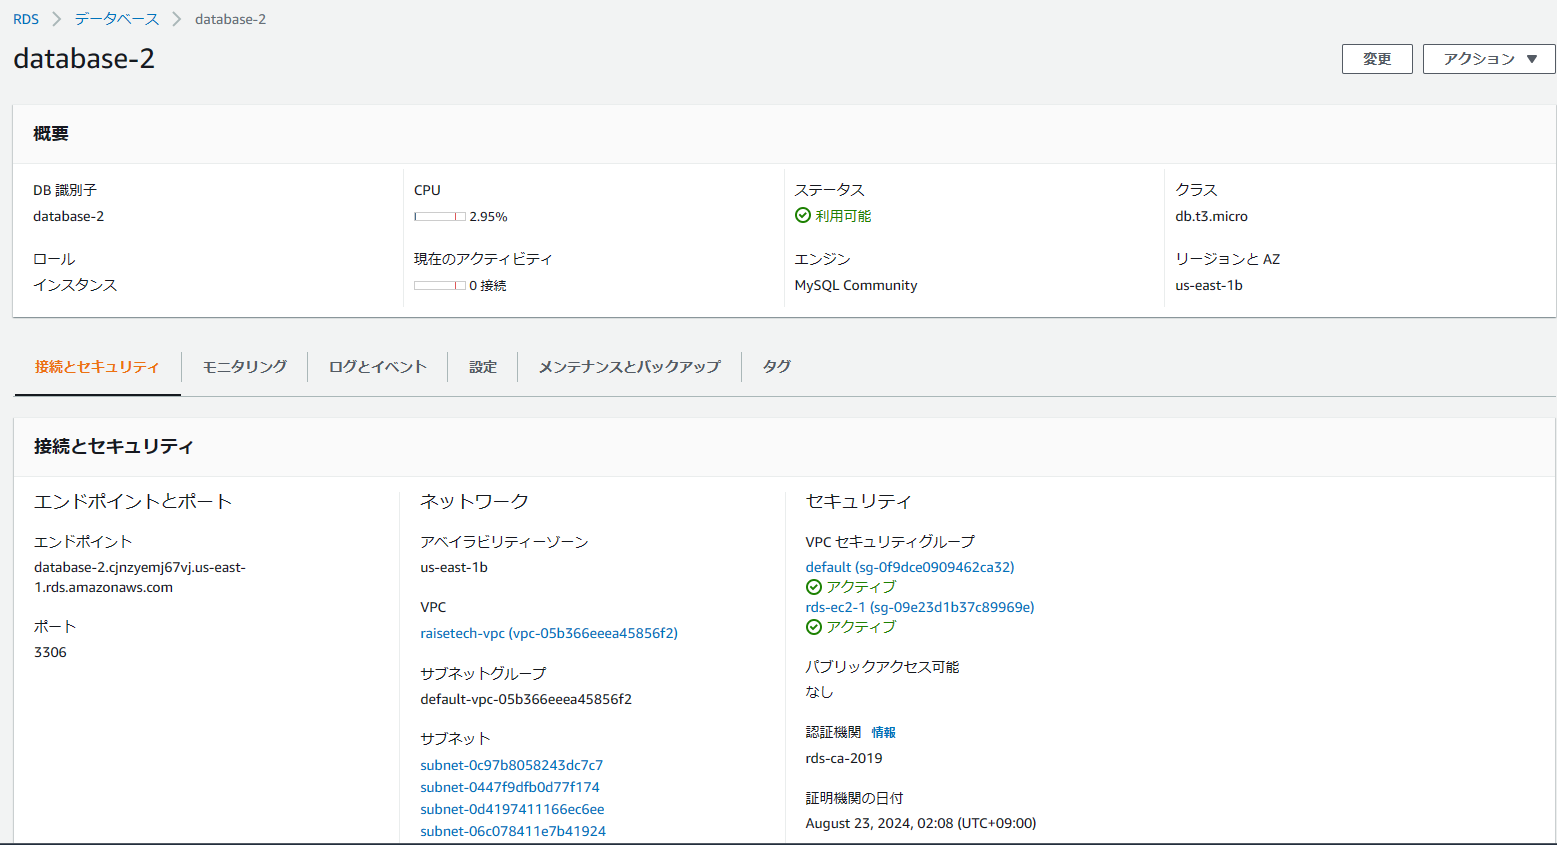 RDS データベース database-2
database-2
変更 アクション
概要
DB 識別子
database-2
CPU
2.95%
ステータス
利用可能
クラス
db.t3.micro
ロール
インスタンス
現在のアクティビティ
0 接続
エンジン
MySQL Community
リージョンと AZ
us-east-1b
接続とセキュリティ モニタリング ログとイベント 設定 メンテナンスとバックアップ タグ
接続とセキュリティ
エンドポイントとポート
エンドポイント
database-2.cjnzyemj67vj.us-east-
1.rds.amazonaws.com
ポート
3306
ネットワーク
アベイラビリティーゾーン
us-east-1b
VPC
raisetech-vpc (vpc-05b366eeea45856f2)
サブネットグループ
default-vpc-05b366eeea45856f2
サブネット
subnet-0c97b8058243dc7c7
subnet-0447f9dfb0d77f174
subnet-0d4197411166ec6ee
subnet-06c078411e7b41924
セキュリティ
VPC セキュリティグループ
default (sg-0f9dce0909462ca32)
アクティブ
rds-ec2-1 (sg-09e23d1b37c89969e)
アクティブ
パブリックアクセス可能
なし
認証機関 情報
rds-ca-2019
証明機関の日付
August 23, 2024, 02:08 (UTC+09:00)